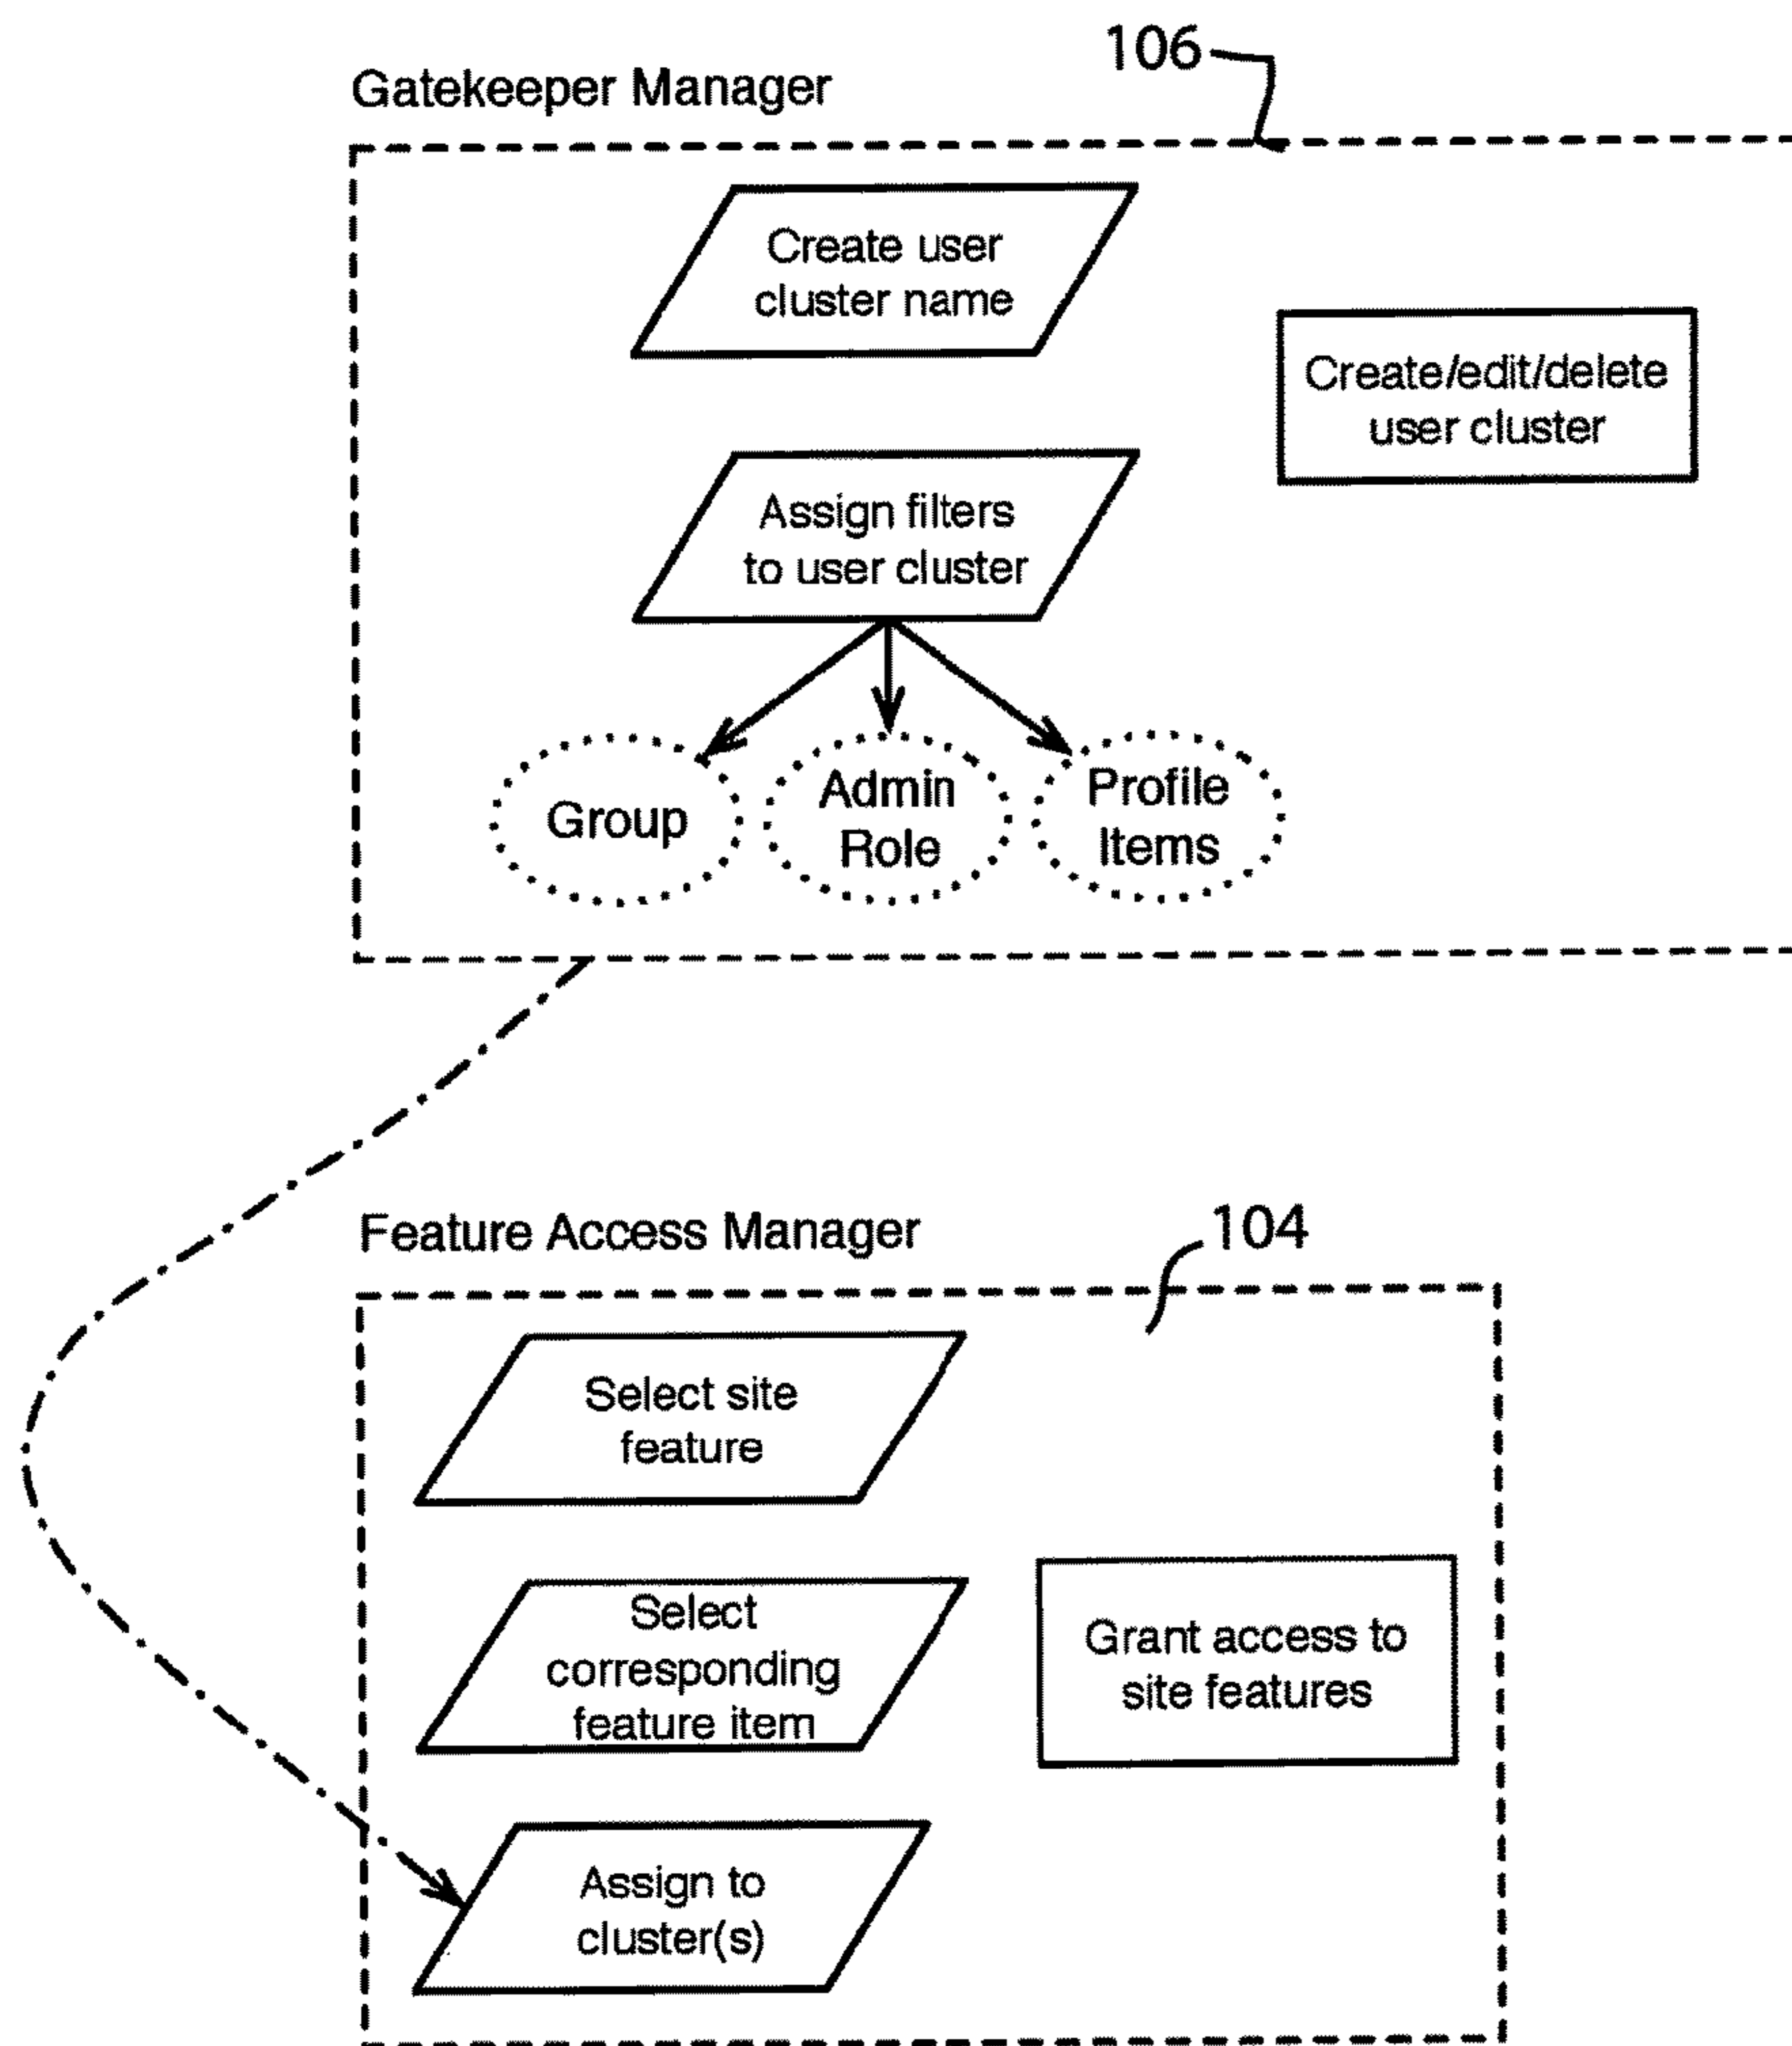 106
Gatekeeper Manager
Create user
cluster name
Create/edit/delete
user cluster
Assign filters
to user cluster
Group
Admin
Role
Profile
Items
Feature Access Manager
104
Select site
feature
Select
corresponding
feature item
Grant access to
site features
Assign to
cluster(s)